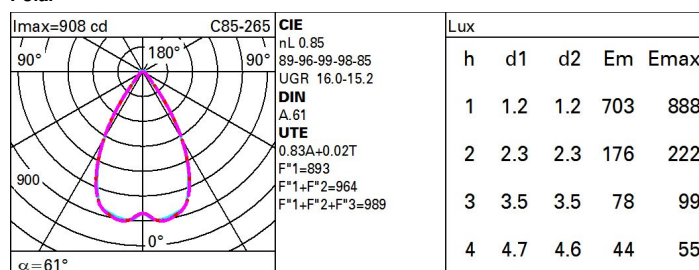 Imax=908 cd C85-265
90° 180° 90°
900
0°
α=61°
CIE
nL 0.85
89-96-99-98-85
UGR 16.0-15.2
DIN
A.61
UTE
0.83A+0.02T
F"1=893
F"1+F"2=964
F"1+F"2+F"3=989
Lux
h d1 d2 Em Emax
1 1.2 1.2 703 888
2 2.3 2.3 176 222
3 3.5 3.5 78 99
4 4.7 4.6 44 55